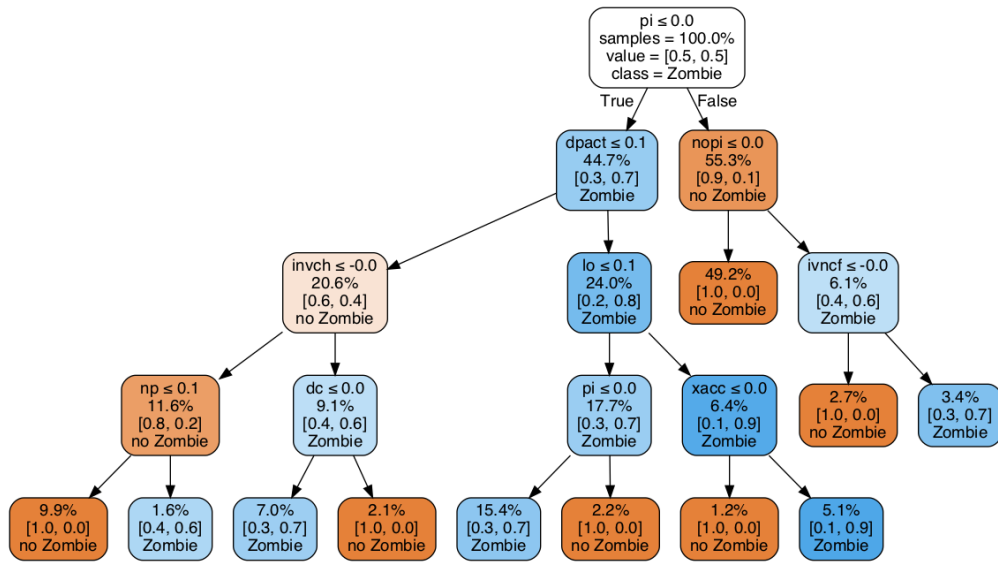 pi ≤ 0.0
samples = 100.0%
value = [0.5, 0.5]
class = Zombie
True
False
dpact ≤ 0.1
44.7%
[0.3, 0.7]
Zombie
nopi ≤ 0.0
55.3%
[0.9, 0.1]
no Zombie
invch ≤ -0.0
20.6%
[0.6, 0.4]
no Zombie
lo ≤ 0.1
24.0%
[0.2, 0.8]
Zombie
49.2%
[1.0, 0.0]
no Zombie
ivncf ≤ -0.0
6.1%
[0.4, 0.6]
Zombie
np ≤ 0.1
11.6%
[0.8, 0.2]
no Zombie
dc ≤ 0.0
9.1%
[0.4, 0.6]
Zombie
pi ≤ 0.0
17.7%
[0.3, 0.7]
Zombie
xacc ≤ 0.0
6.4%
[0.1, 0.9]
Zombie
2.7%
[1.0, 0.0]
no Zombie
3.4%
[0.3, 0.7]
Zombie
9.9%
[1.0, 0.0]
no Zombie
1.6%
[0.4, 0.6]
Zombie
7.0%
[0.3, 0.7]
Zombie
2.1%
[1.0, 0.0]
no Zombie
15.4%
[0.3, 0.7]
Zombie
2.2%
[1.0, 0.0]
no Zombie
1.2%
[1.0, 0.0]
no Zombie
5.1%
[0.1, 0.9]
Zombie